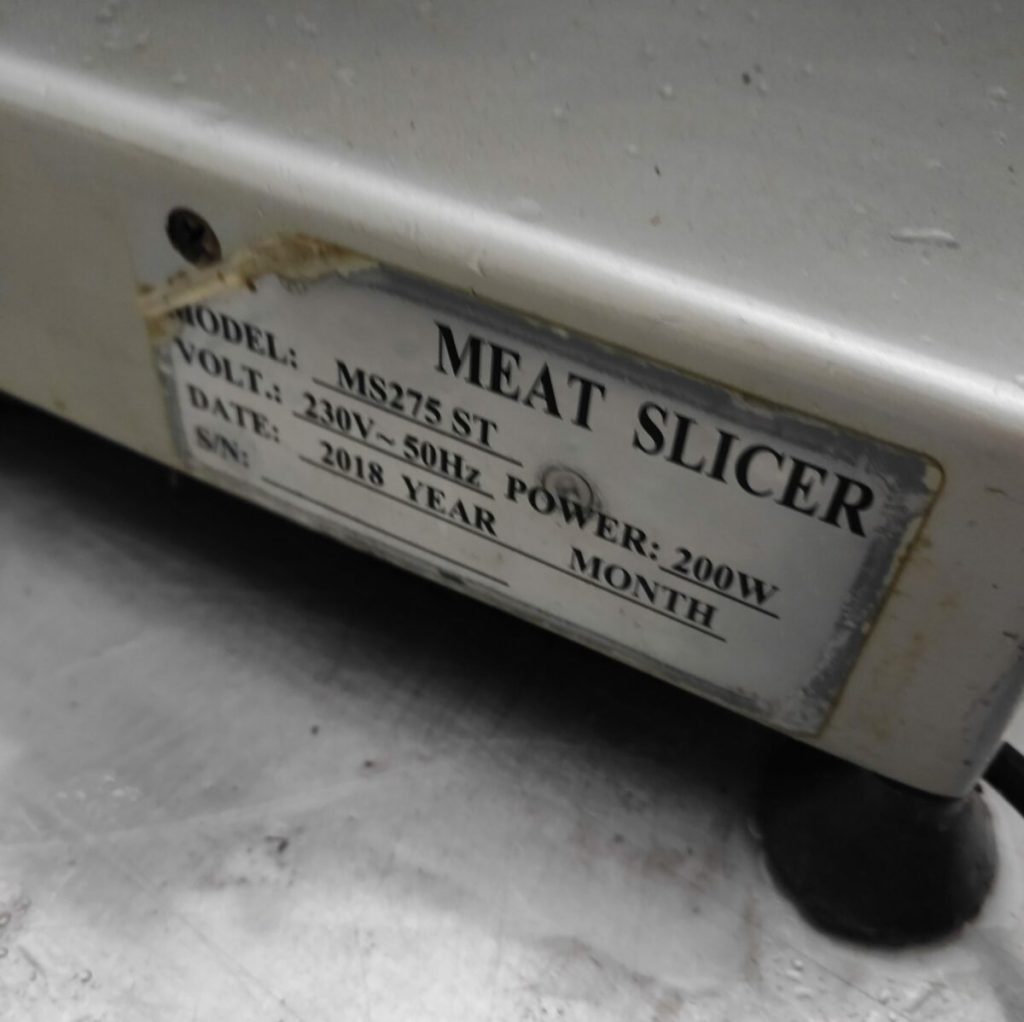 MEAT SLICER
MODEL: MS275 ST
VOLT.: 230V~ 50Hz POWER: 200W
DATE: 2018 YEAR MONTH
S/N: